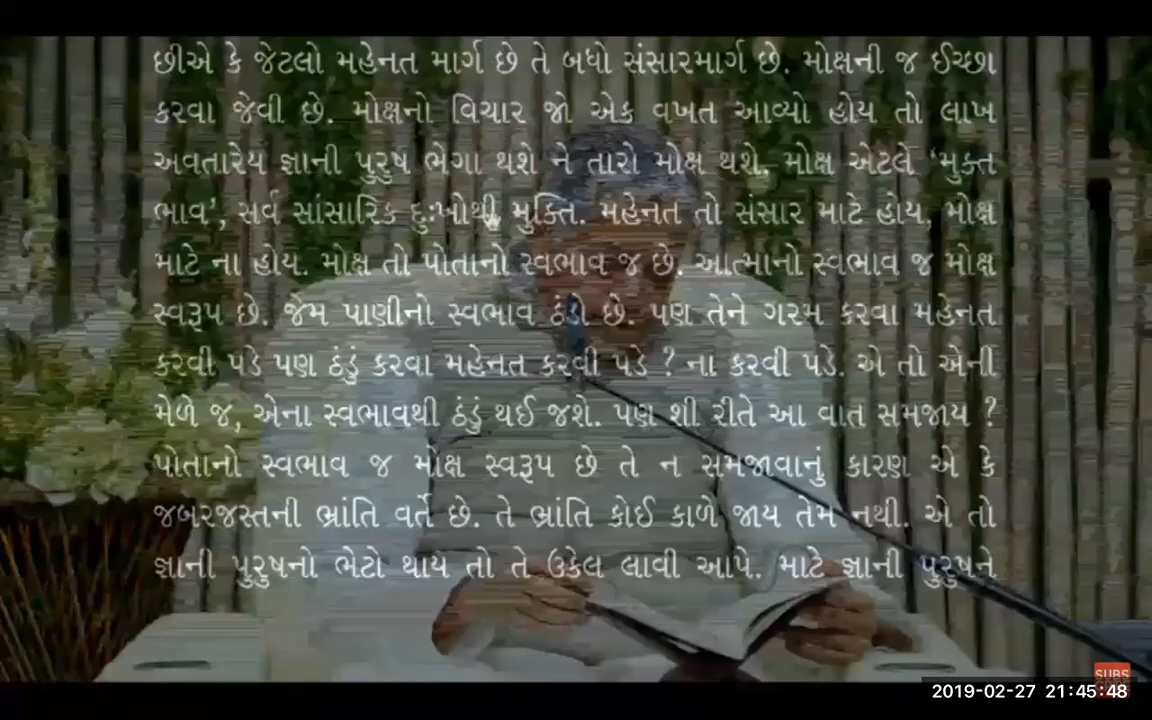 છીએ કે જેટલો મહેનત માર્ગ છે તે બધો સંસારમાર્ગ છે. મોક્ષની જ ઈચ્છા
કરવા જેવી છે. મોક્ષનો વિચાર જો એક વખત આવ્યો હોય તો લાખ
અવતારેય જ્ઞાની પુરુષ ભેગા થશે ને તારો મોક્ષ થશે. મોક્ષ એટલે ‘મુક્ત
ભાવ’, સર્વ સાંસારિક દુઃખોથી મુક્તિ. મહેનત તો સંસાર માટે હોય, મોક્ષ
માટે ના હોય. મોક્ષ તો પોતાનો સ્વભાવ જ છે. આત્માનો સ્વભાવ જ મોક્ષ
સ્વરૂપ છે. જેમ પાણીનો સ્વભાવ ઠંડો છે. પણ તેને ગરમ કરવા મહેનત
કરવી પડે પણ ઠંડું કરવા મહેનત કરવી પડે ? ના કરવી પડે. એ તો એની
મેળે જ, એના સ્વભાવથી ઠંડું થઈ જશે. પણ શી રીતે આ વાત સમજાય ?
પોતાનો સ્વભાવ જ મોક્ષ સ્વરૂપ છે તે ન સમજાવાનું કારણ એ કે
જબરજસ્તની ભ્રાંતિ વર્તે છે. તે ભ્રાંતિ કોઈ કાળે જાય તેમ નથી. એ તો
જ્ઞાની પુરુષનો ભેટો થાય તો તે ઉકેલ લાવી આપે. માટે જ્ઞાની પુરુષને
SUBS
2019-02-27 21:45:48